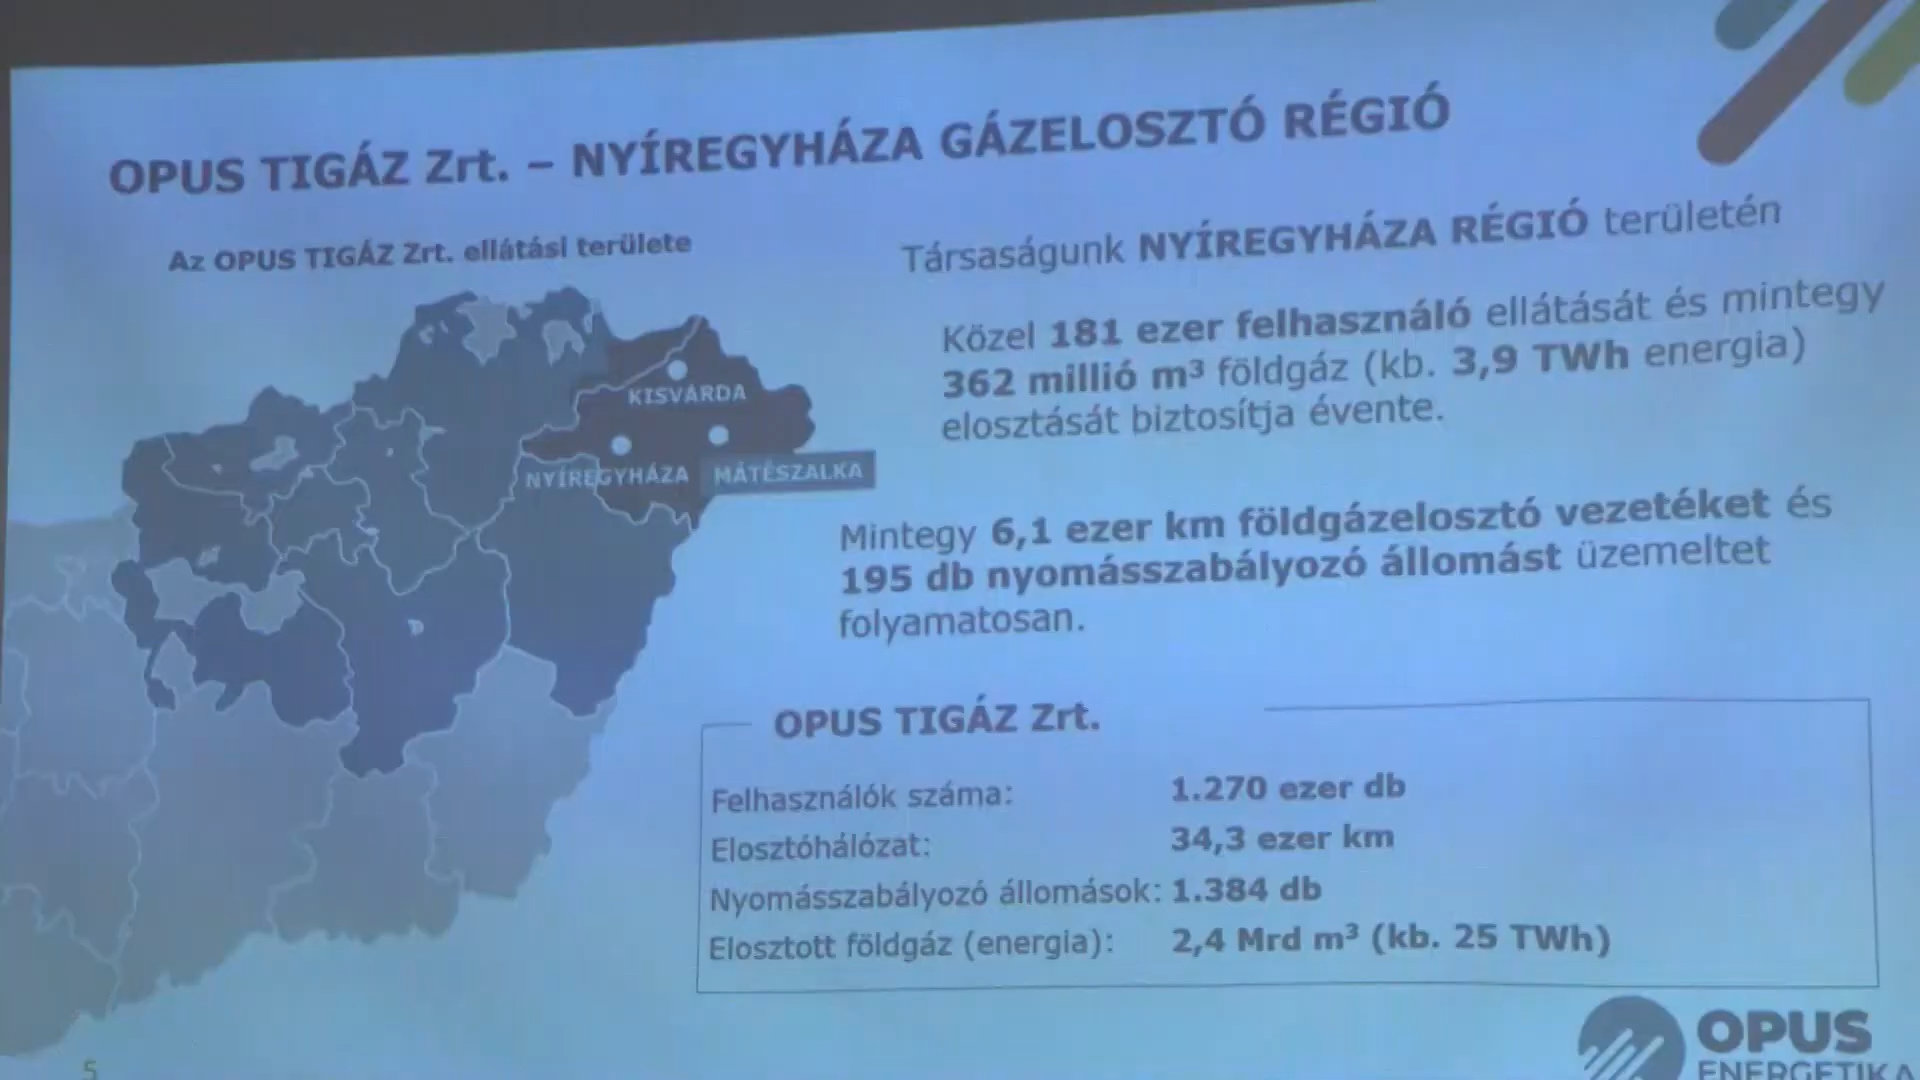 OPUS TIGÁZ Zrt. – NYÍREGYHÁZA GÁZELOSZTÓ RÉGIÓ
Az OPUS TIGÁZ Zrt. ellátási területe
KISVÁRDA
NYÍREGYHÁZA
MÁTÉSZALKA
Társaságunk NYÍREGYHÁZA RÉGIÓ területén
Közel 181 ezer felhasználó ellátását és mintegy
362 millió m³ földgáz (kb. 3,9 TWh energia)
elosztását biztosítja évente.
Mintegy 6,1 ezer km földgázelosztó vezetéket és
195 db nyomásszabályozó állomást üzemeltet
folyamatosan.
OPUS TIGÁZ Zrt.
Felhasználók száma: 1.270 ezer db
Elosztóhálózat: 34,3 ezer km
Nyomásszabályozó állomások: 1.384 db
Elosztott földgáz (energia): 2,4 Mrd m³ (kb. 25 TWh)
5
OPUS
ENERGETIKA